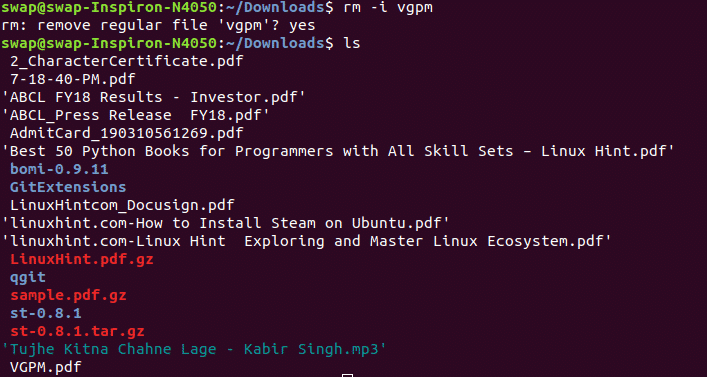 swap@swap-Inspiron-N4050:~/Downloads$ rm -i vgpm
rm: remove regular file 'vgpm'? yes
swap@swap-Inspiron-N4050:~/Downloads$ ls
2_CharacterCertificate.pdf
7-18-40-PM.pdf
'ABCL FY18 Results - Investor.pdf'
'ABCL_Press Release  FY18.pdf'
AdmitCard_190310561269.pdf
'Best 50 Python Books for Programmers with All Skill Sets – Linux Hint.pdf'
bomi-0.9.11
GitExtensions
LinuxHintcom_Docusign.pdf
'linuxhint.com-How to Install Steam on Ubuntu.pdf'
'linuxhint.com-Linux Hint  Exploring and Master Linux Ecosystem.pdf'
LinuxHint.pdf.gz
qgit
sample.pdf.gz
st-0.8.1
st-0.8.1.tar.gz
'Tujhe Kitna Chahne Lage - Kabir Singh.mp3'
VGPM.pdf